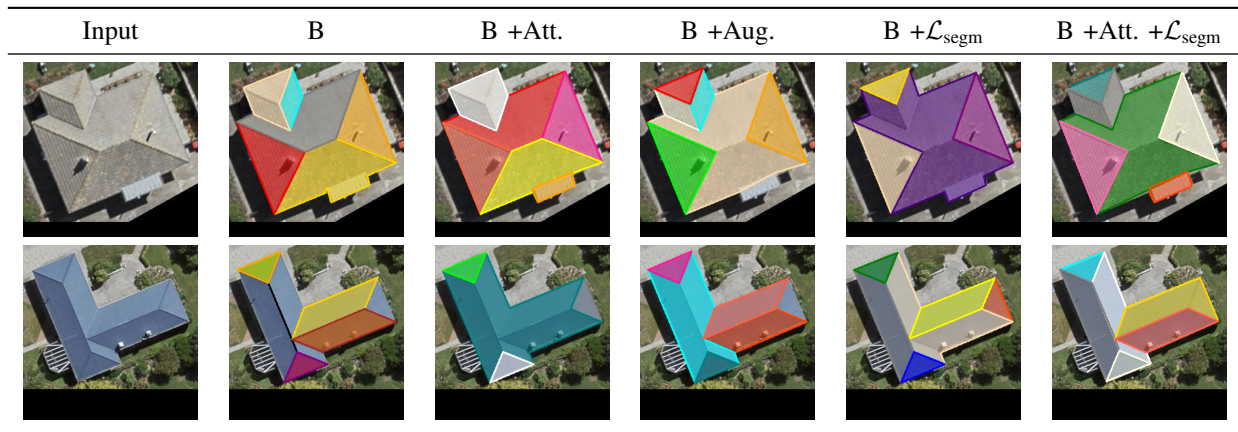 Input B B +Att. B +Aug. B +ℒsegm B +Att. +ℒsegm